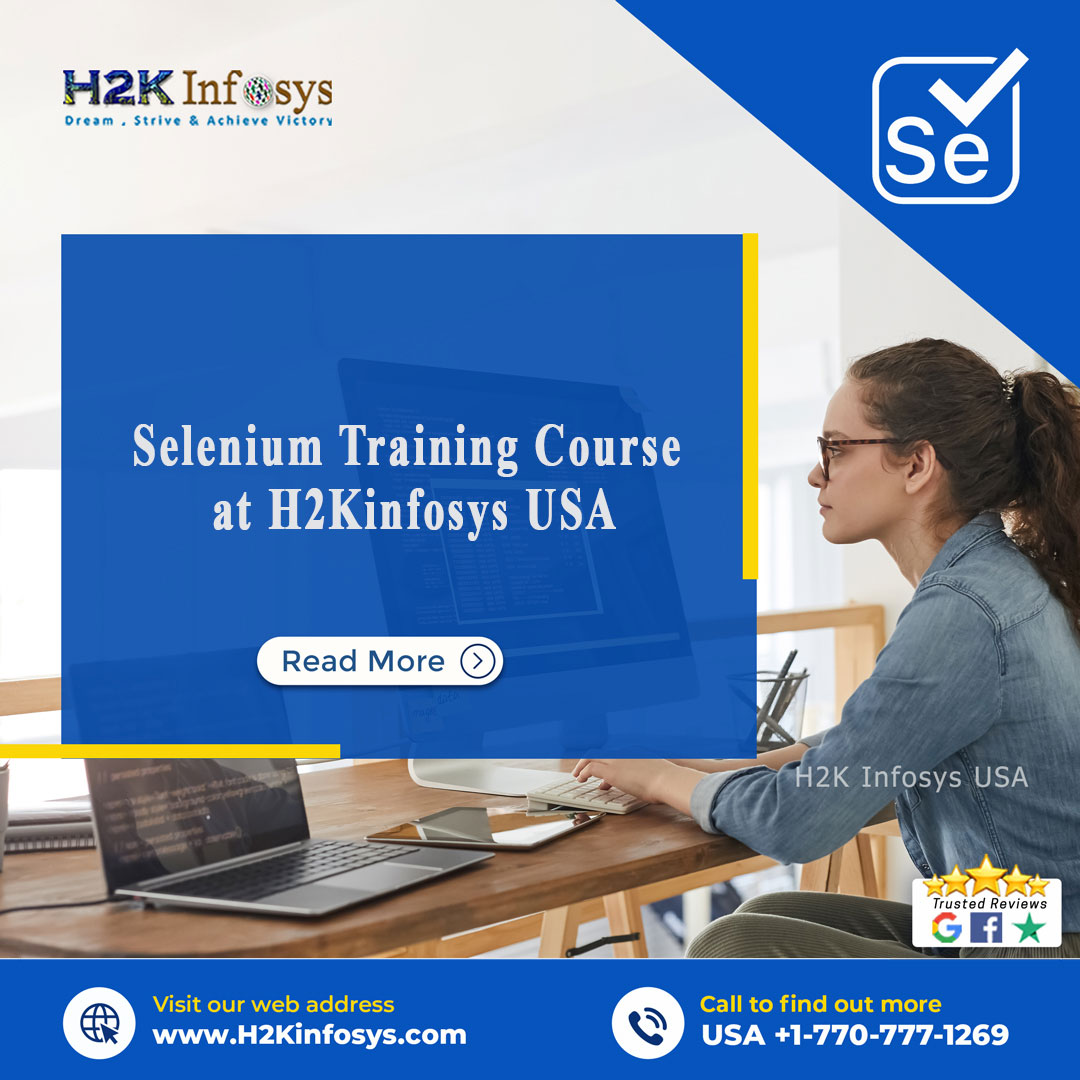 H2K Infosys
Dream , Strive & Achieve Victory
Se
Selenium Training Course
at H2Kinfosys USA
Read More
H2K Infosys USA
Trusted Reviews
Visit our web address
www.H2Kinfosys.com
Call to find out more
USA +1-770-777-1269